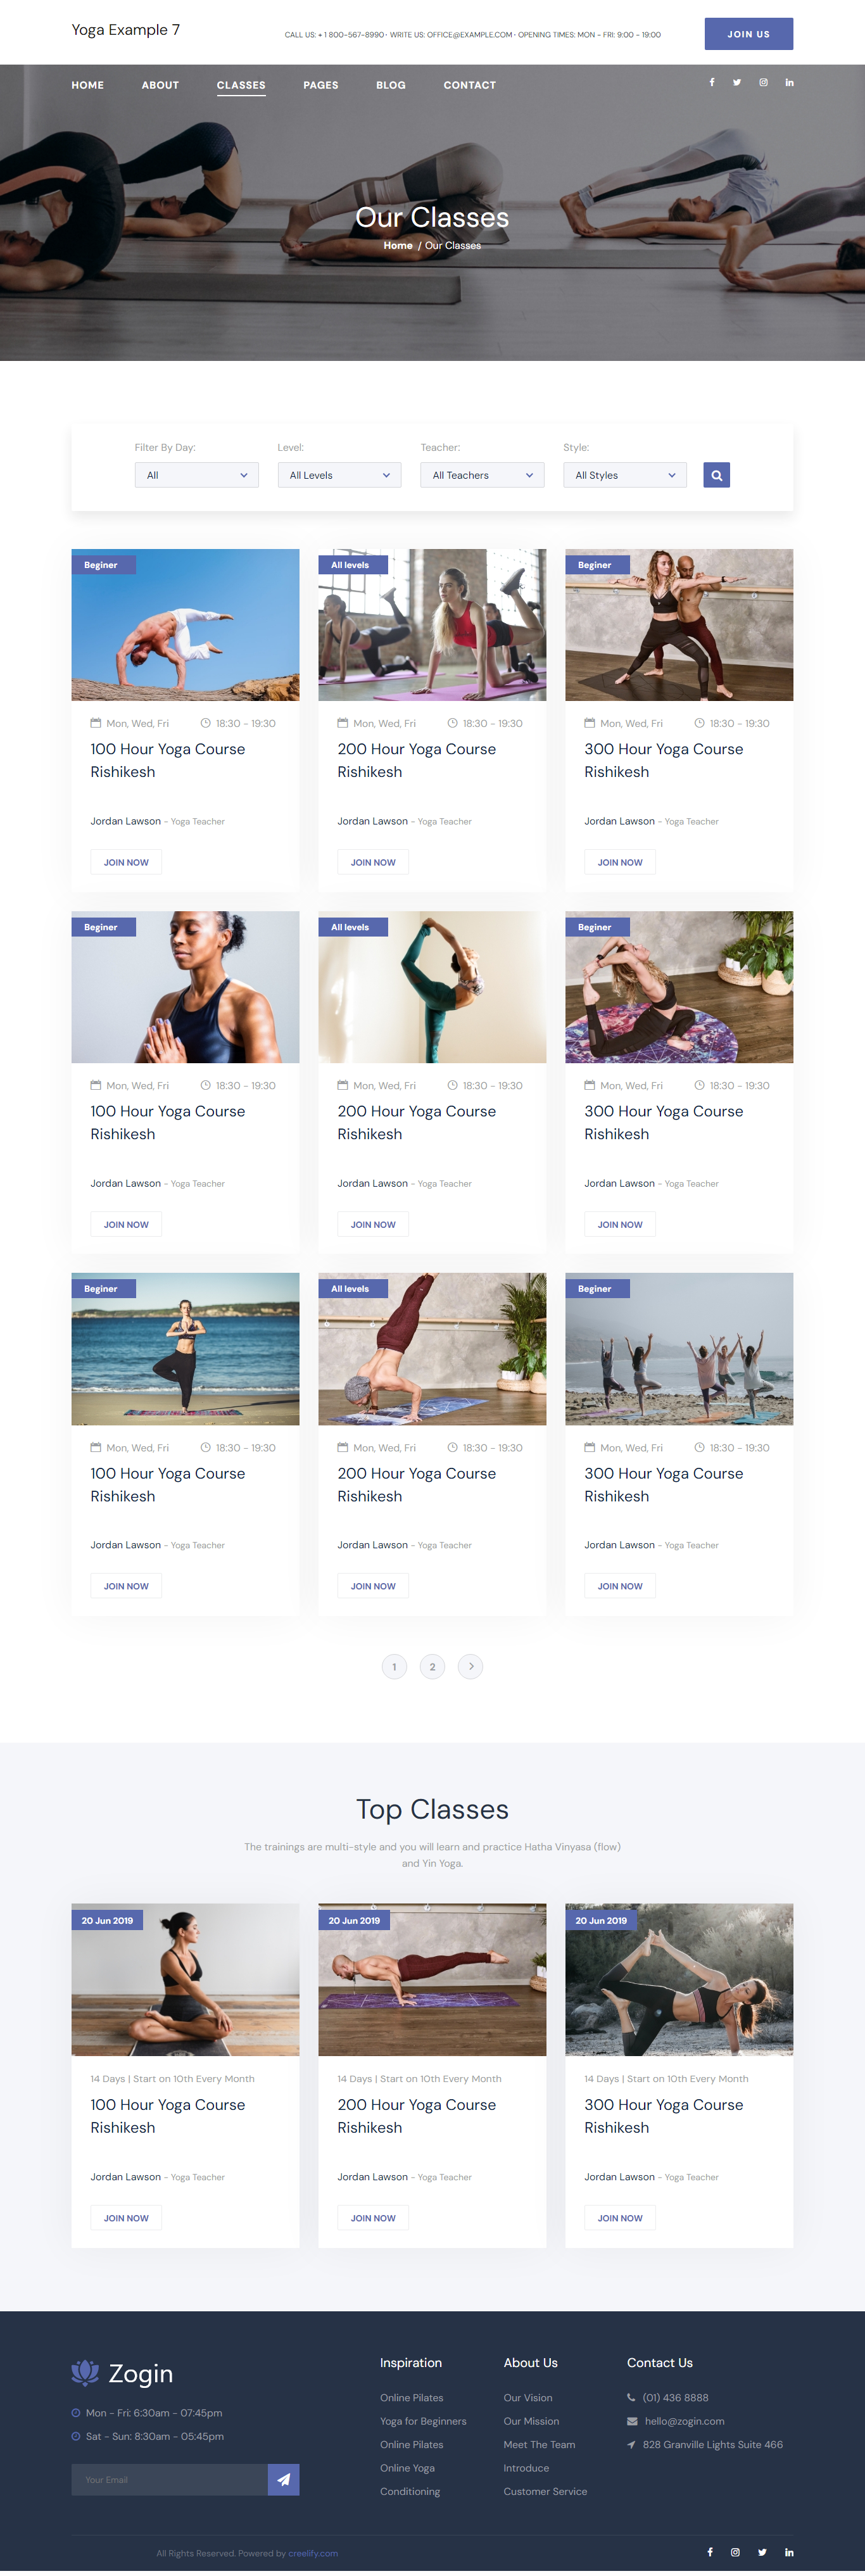 Yoga Example 7
CALL US: + 1 800-567-8990 · WRITE US: OFFICE@EXAMPLE.COM · OPENING TIMES: MON - FRI: 9:00 - 19:00
JOIN US
HOME ABOUT CLASSES PAGES BLOG CONTACT
Our Classes
Home / Our Classes
Filter By Day: Level: Teacher: Style:
All All Levels All Teachers All Styles
Beginer All levels Beginer
Mon, Wed, Fri 18:30 - 19:30 Mon, Wed, Fri 18:30 - 19:30 Mon, Wed, Fri 18:30 - 19:30
100 Hour Yoga Course 200 Hour Yoga Course 300 Hour Yoga Course
Rishikesh Rishikesh Rishikesh
Jordan Lawson - Yoga Teacher Jordan Lawson - Yoga Teacher Jordan Lawson - Yoga Teacher
JOIN NOW JOIN NOW JOIN NOW
Beginer All levels Beginer
Mon, Wed, Fri 18:30 - 19:30 Mon, Wed, Fri 18:30 - 19:30 Mon, Wed, Fri 18:30 - 19:30
100 Hour Yoga Course 200 Hour Yoga Course 300 Hour Yoga Course
Rishikesh Rishikesh Rishikesh
Jordan Lawson - Yoga Teacher Jordan Lawson - Yoga Teacher Jordan Lawson - Yoga Teacher
JOIN NOW JOIN NOW JOIN NOW
Beginer All levels Beginer
Mon, Wed, Fri 18:30 - 19:30 Mon, Wed, Fri 18:30 - 19:30 Mon, Wed, Fri 18:30 - 19:30
100 Hour Yoga Course 200 Hour Yoga Course 300 Hour Yoga Course
Rishikesh Rishikesh Rishikesh
Jordan Lawson - Yoga Teacher Jordan Lawson - Yoga Teacher Jordan Lawson - Yoga Teacher
JOIN NOW JOIN NOW JOIN NOW
1 2
Top Classes
The trainings are multi-style and you will learn and practice Hatha Vinyasa (flow)
and Yin Yoga.
20 Jun 2019 20 Jun 2019 20 Jun 2019
14 Days | Start on 10th Every Month 14 Days | Start on 10th Every Month 14 Days | Start on 10th Every Month
100 Hour Yoga Course 200 Hour Yoga Course 300 Hour Yoga Course
Rishikesh Rishikesh Rishikesh
Jordan Lawson - Yoga Teacher Jordan Lawson - Yoga Teacher Jordan Lawson - Yoga Teacher
JOIN NOW JOIN NOW JOIN NOW
Zogin
Mon - Fri: 6:30am - 07:45pm
Sat - Sun: 8:30am - 05:45pm
Your Email
Inspiration
Online Pilates
Yoga for Beginners
Online Pilates
Online Yoga
Conditioning
About Us
Our Vision
Our Mission
Meet The Team
Introduce
Customer Service
Contact Us
(01) 436 8888
hello@zogin.com
828 Granville Lights Suite 466
All Rights Reserved. Powered by creelify.com